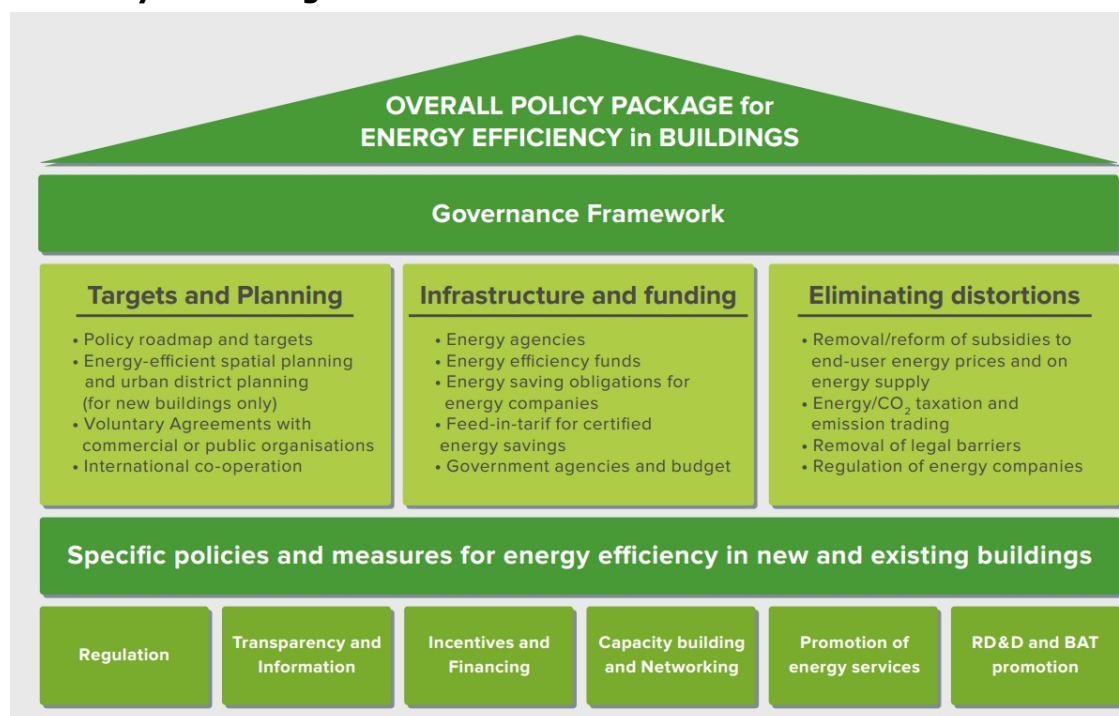 OVERALL POLICY PACKAGE for
ENERGY EFFICIENCY in BUILDINGS
Governance Framework
Targets and Planning
• Policy roadmap and targets
• Energy-efficient spatial planning
and urban district planning
(for new buildings only)
• Voluntary Agreements with
commercial or public organisations
• International co-operation
Infrastructure and funding
• Energy agencies
• Energy efficiency funds
• Energy saving obligations for
energy companies
• Feed-in-tarif for certified
energy savings
• Government agencies and budget
Eliminating distortions
• Removal/reform of subsidies to
end-user energy prices and on
energy supply
• Energy/CO₂ taxation and
emission trading
• Removal of legal barriers
• Regulation of energy companies
Specific policies and measures for energy efficiency in new and existing buildings
Regulation
Transparency and
Information
Incentives and
Financing
Capacity building
and Networking
Promotion of
energy services
RD&D and BAT
promotion